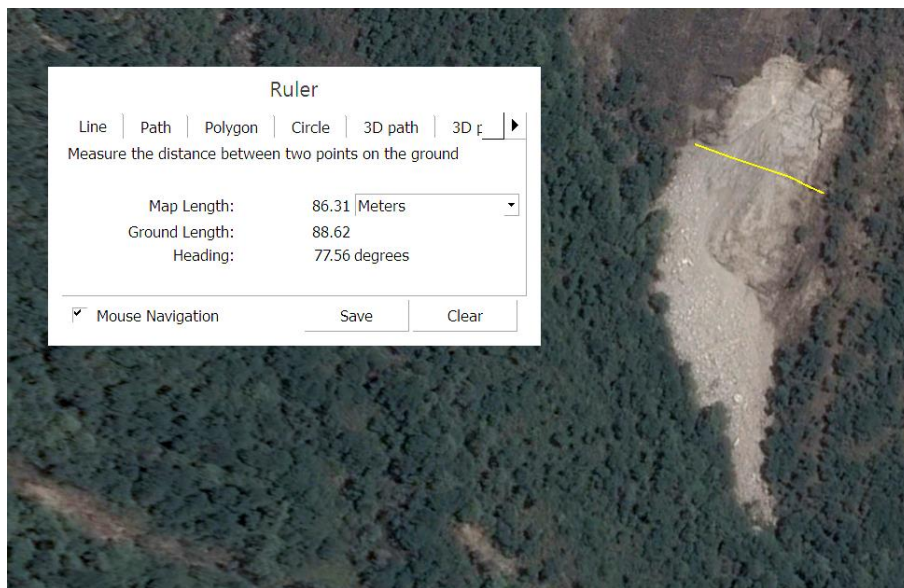 Ruler
Line Path Polygon Circle 3D path 3D p
Measure the distance between two points on the ground
Map Length: 86.31 Meters
Ground Length: 88.62
Heading: 77.56 degrees
Mouse Navigation Save Clear